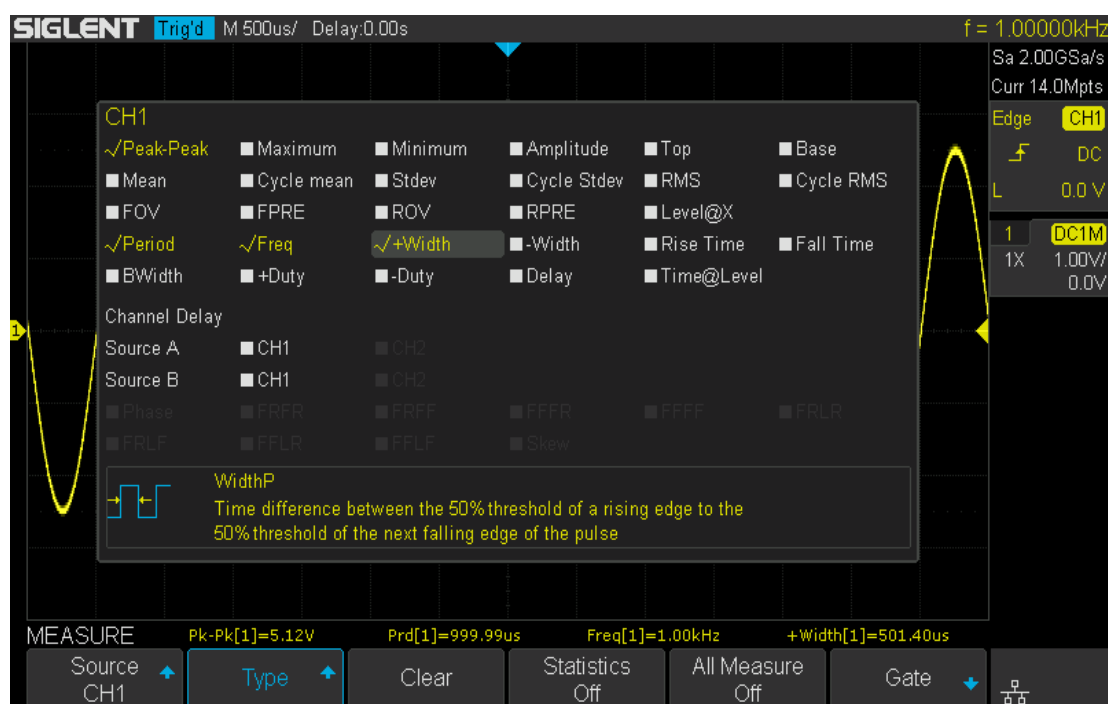 SIGLENT Trig'd M 500us/ Delay:0.00s f = 1.00000kHz
Sa 2.00GSa/s
Curr 14.0Mpts
Edge CH1
DC
L 0.0 V
1 DC1M
1X 1.00V/
0.0V
CH1
Peak-Peak Maximum Minimum Amplitude Top Base
Mean Cycle mean Stdev Cycle Stdev RMS Cycle RMS
FOV FPRE ROV RPRE Level@X
Period Freq +Width -Width Rise Time Fall Time
BWidth +Duty -Duty Delay Time@Level
Channel Delay
Source A CH1 CH2
Source B CH1 CH2
Phase FRFR FRFF FFFR FFFF FRLR
FRLF FFLR FFLF Skew
WidthP
Time difference between the 50% threshold of a rising edge to the
50% threshold of the next falling edge of the pulse
1
MEASURE Pk-Pk[1]=5.12V Prd[1]=999.99us Freq[1]=1.00kHz +Width[1]=501.40us
Source Type Clear Statistics All Measure Gate
CH1 Off Off